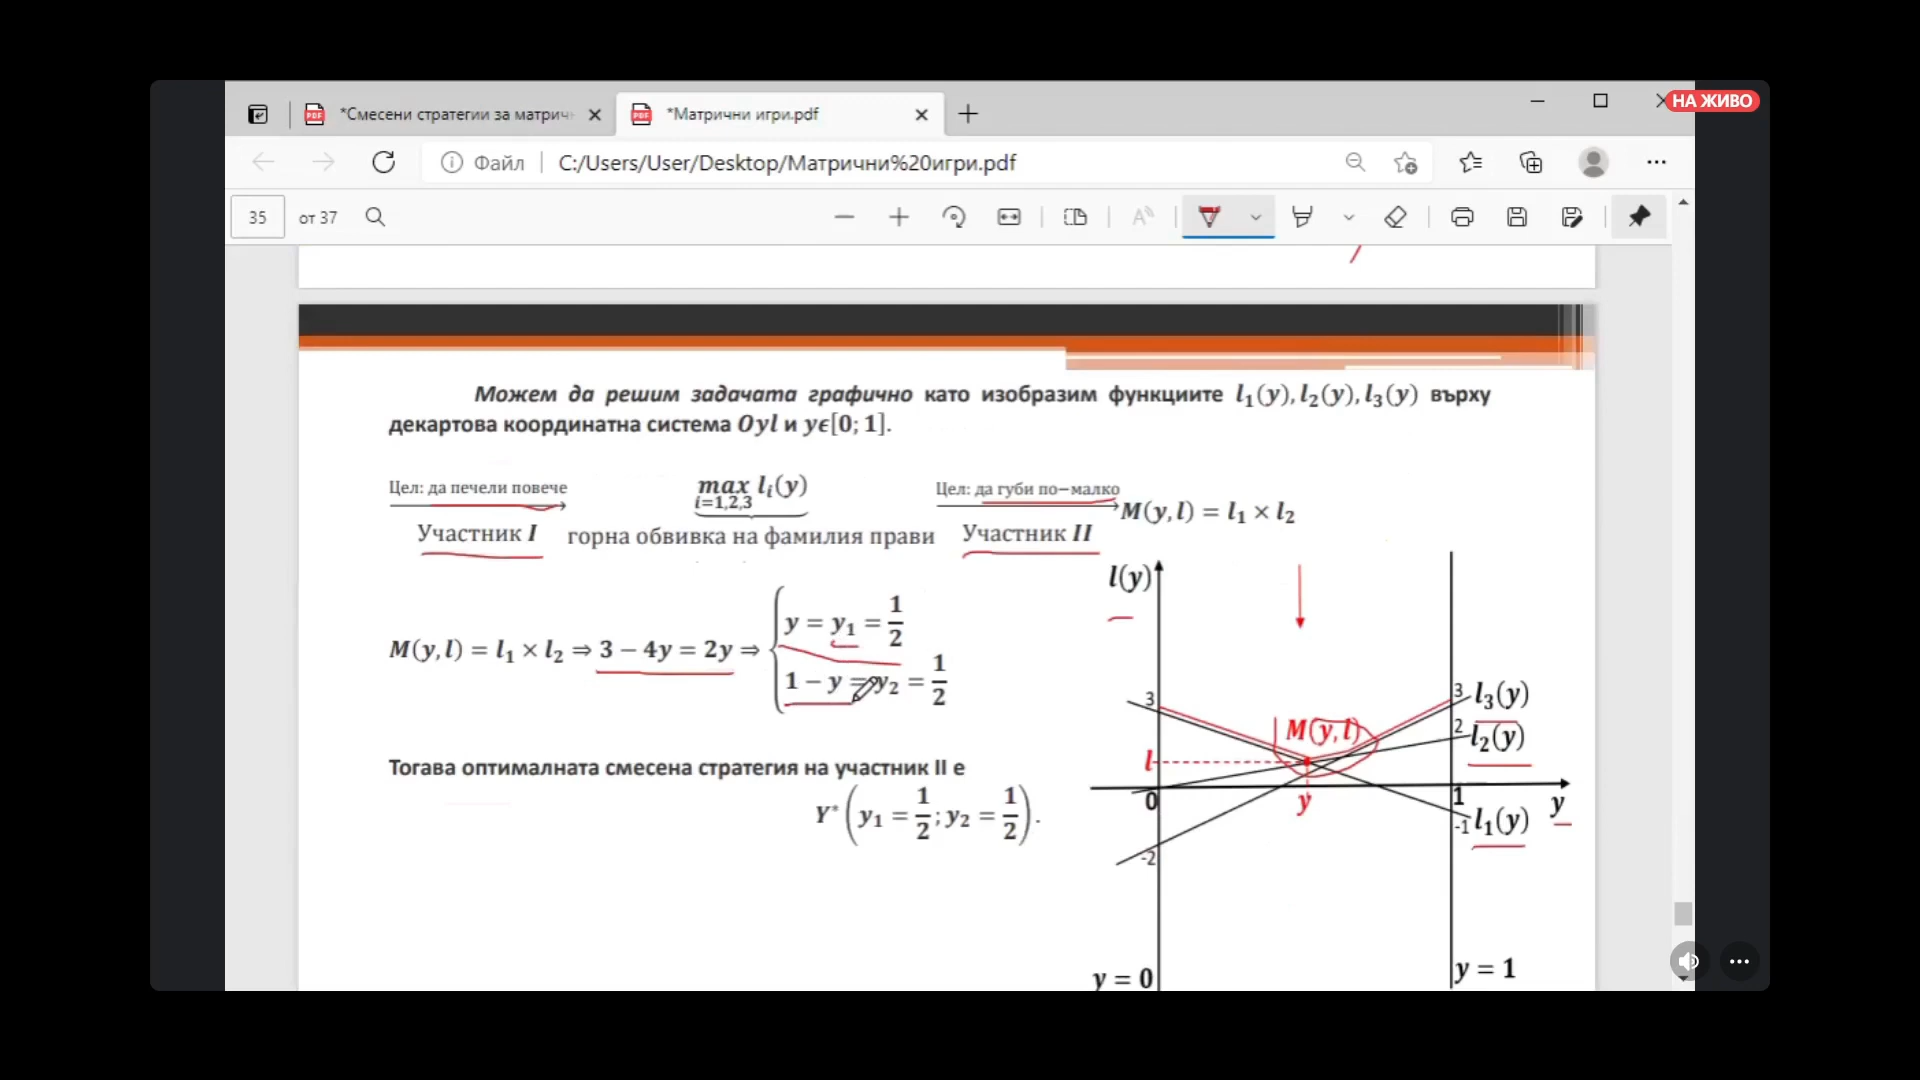 *Смесени стратегии за матрич
*Матрични игри.pdf
НА ЖИВО
Файл
C:/Users/User/Desktop/Матрични%20игри.pdf
35
от 37
Можем да решим задачата графично като изобразим функциите l₁(y), l₂(y), l₃(y) върху
декартова координатна система Oyl и yϵ[0; 1].
Цел: да печели повече
Участник I
max l_i(y)
i=1,2,3
горна обвивка на фамилия прави
Цел: да губи по−малко
Участник II
M(y, l) = l₁ × l₂
M(y, l) = l₁ × l₂ ⇒ 3 − 4y = 2y ⇒
y = y₁ = 1/2
1 − y = y₂ = 1/2
Тогава оптималната смесена стратегия на участник II е
Y* (y₁ = 1/2; y₂ = 1/2).
l(y)
3
3
l₃(y)
M(y, l)
2
l₂(y)
l
0
y
1
y
-1
l₁(y)
-2
y = 0
y = 1